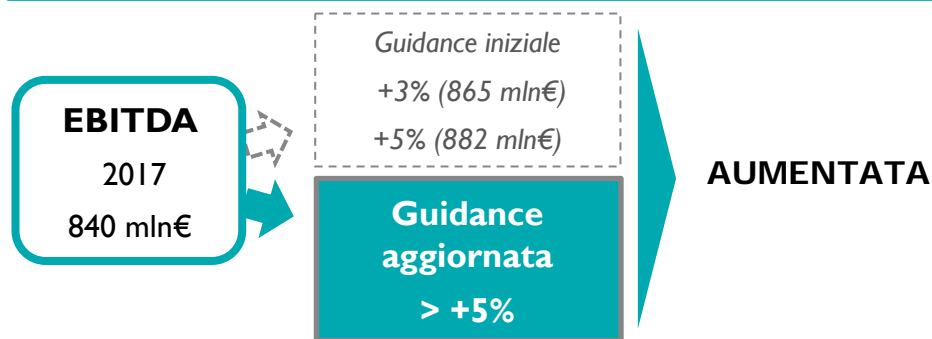 EBITDA
2017
840 mln€
Guidance iniziale
+3% (865 mln€)
+5% (882 mln€)
Guidance
aggiornata
> +5%
AUMENTATA